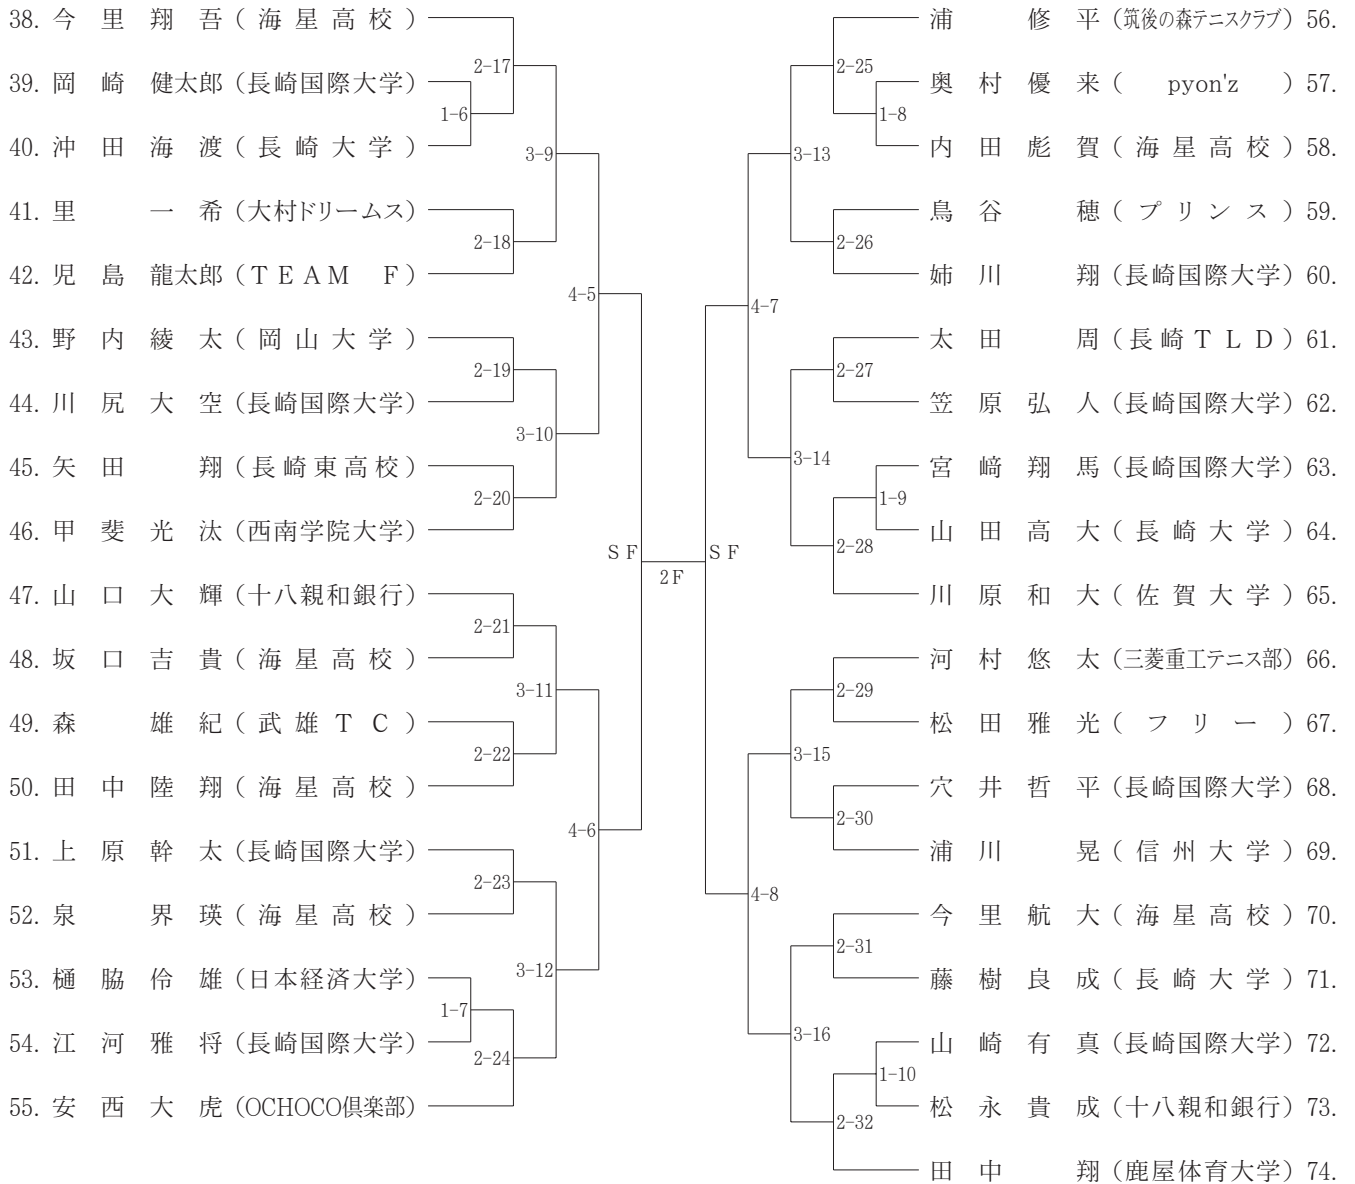 38. 今里翔吾(海星高校)
39. 岡崎健太郎(長崎国際大学)
40. 沖田海渡(長崎大学)
41. 里一希(大村ドリームス)
42. 児島龍太郎(TEAM F)
43. 野内綾太(岡山大学)
44. 川尻大空(長崎国際大学)
45. 矢田翔(長崎東高校)
46. 甲斐光汰(西南学院大学)
47. 山口大輝(十八親和銀行)
48. 坂口吉貴(海星高校)
49. 森雄紀(武雄TC)
50. 田中陸翔(海星高校)
51. 上原幹太(長崎国際大学)
52. 泉界瑛(海星高校)
53. 樋脇伶雄(日本経済大学)
54. 江河雅将(長崎国際大学)
55. 安西大虎(OCHOCO倶楽部)
1-6
1-7
2-17
2-18
2-19
2-20
2-21
2-22
2-23
2-24
3-9
3-10
3-11
3-12
4-5
4-6
SF
2F
SF
4-7
4-8
3-13
3-14
3-15
3-16
2-25
2-26
2-27
2-28
2-29
2-30
2-31
2-32
1-8
1-9
1-10
浦修平(筑後の森テニスクラブ)56.
奥村優来(pyon'z)57.
内田彪賀(海星高校)58.
鳥谷穂(プリンス)59.
姉川翔(長崎国際大学)60.
太田周(長崎TLD)61.
笠原弘人(長崎国際大学)62.
宮﨑翔馬(長崎国際大学)63.
山田高大(長崎大学)64.
川原和大(佐賀大学)65.
河村悠太(三菱重工テニス部)66.
松田雅光(フリー)67.
穴井哲平(長崎国際大学)68.
浦川晃(信州大学)69.
今里航大(海星高校)70.
藤樹良成(長崎大学)71.
山崎有真(長崎国際大学)72.
松永貴成(十八親和銀行)73.
田中翔(鹿屋体育大学)74.